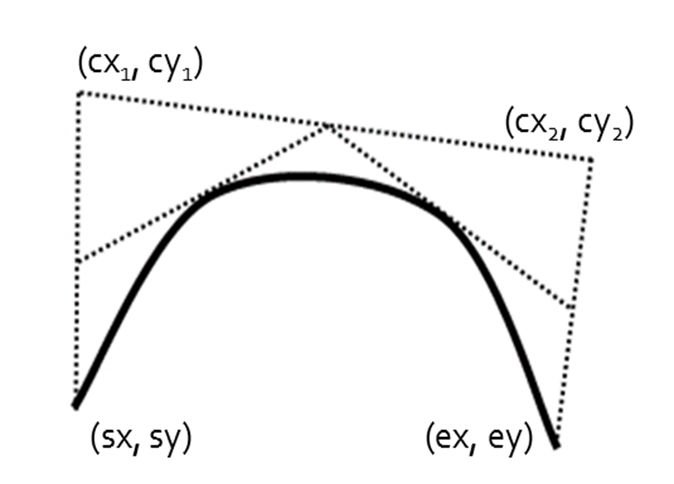 (cx₁, cy₁)
(cx₂, cy₂)
(sx, sy)
(ex, ey)